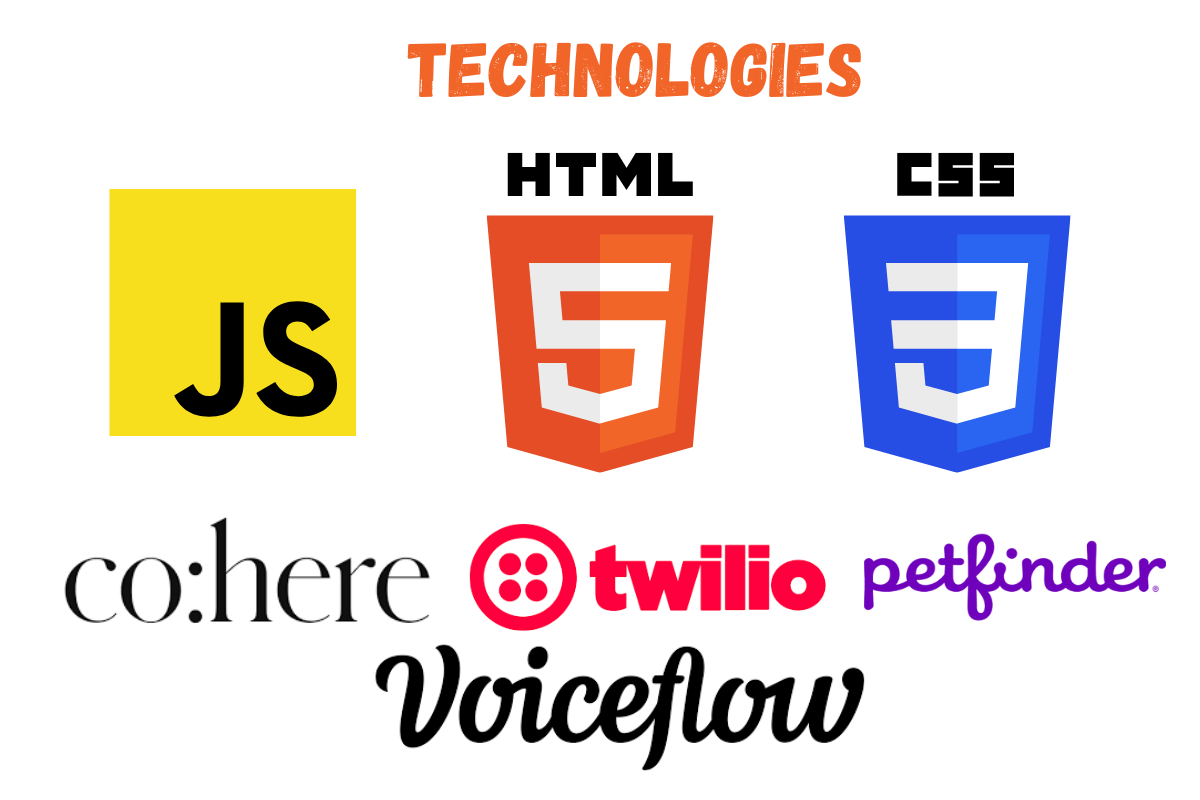 TECHNOLOGIES
HTML CSS
JS 5 3
co:here twilio petfinder®
Voiceflow